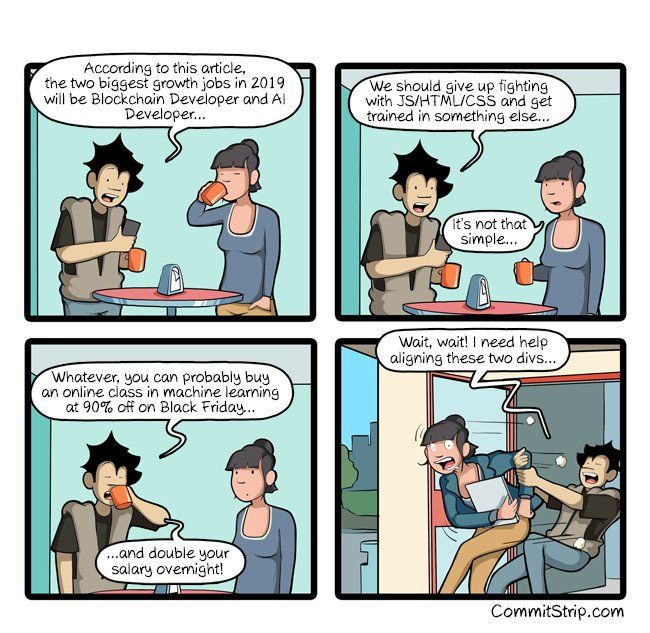 According to this article,
the two biggest growth jobs in 2019
will be Blockchain Developer and AI
Developer...
We should give up fighting
with JS/HTML/CSS and get
trained in something else...
It's not that
simple...
Whatever, you can probably buy
an online class in machine learning
at 90% off on Black Friday...
...and double your
salary overnight!
Wait, wait! I need help
aligning these two divs...
CommitStrip.com